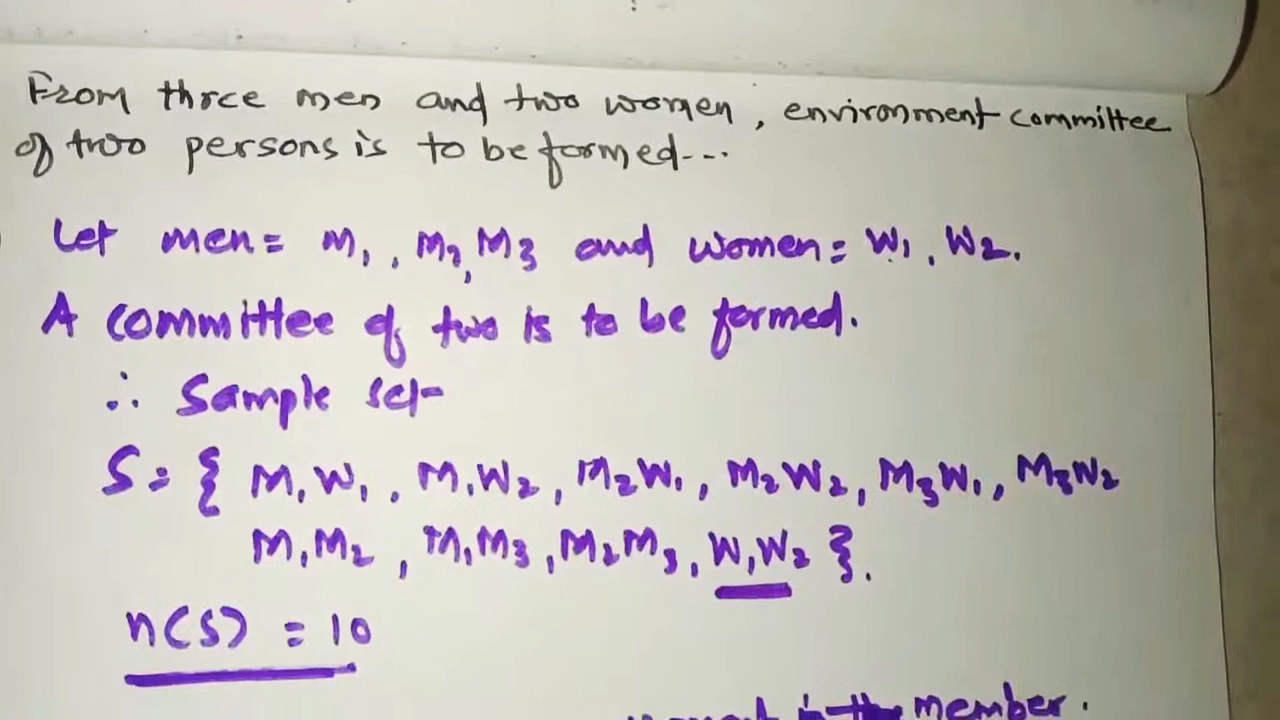 From three men and two women, environment committee
of two persons is to be formed...
Let men = M₁, M₂, M₃ and women = W₁, W₂.
A committee of two is to be formed.
∴ Sample set
S = { M₁W₁, M₁W₂, M₂W₁, M₂W₂, M₃W₁, M₃W₂
M₁M₂, M₁M₃, M₂M₃, W₁W₂ }.
n(S) = 10
member.